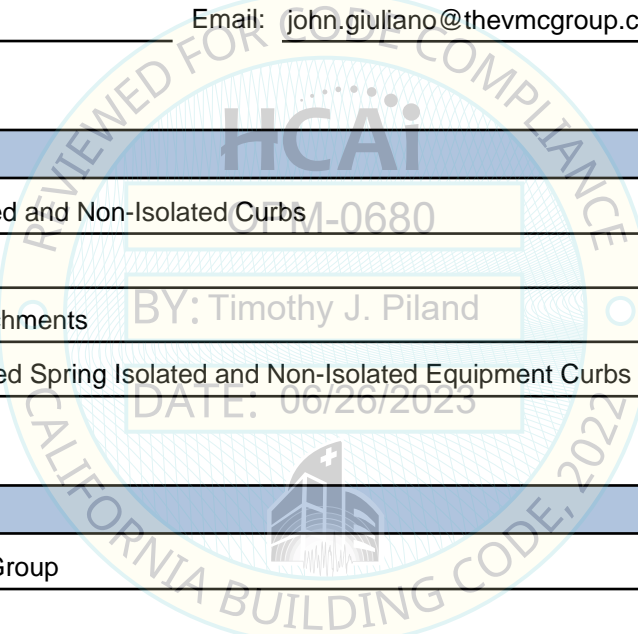 Email: john.giuliano@thevmcgroup.c
REVIEWED FOR CODE COMPLIANCE
HCAi
ed and Non-Isolated Curbs
OPM-0680
chments
BY: Timothy J. Piland
ed Spring Isolated and Non-Isolated Equipment Curbs
DATE: 06/26/2023
Group
CALIFORNIA BUILDING CODE, 2022